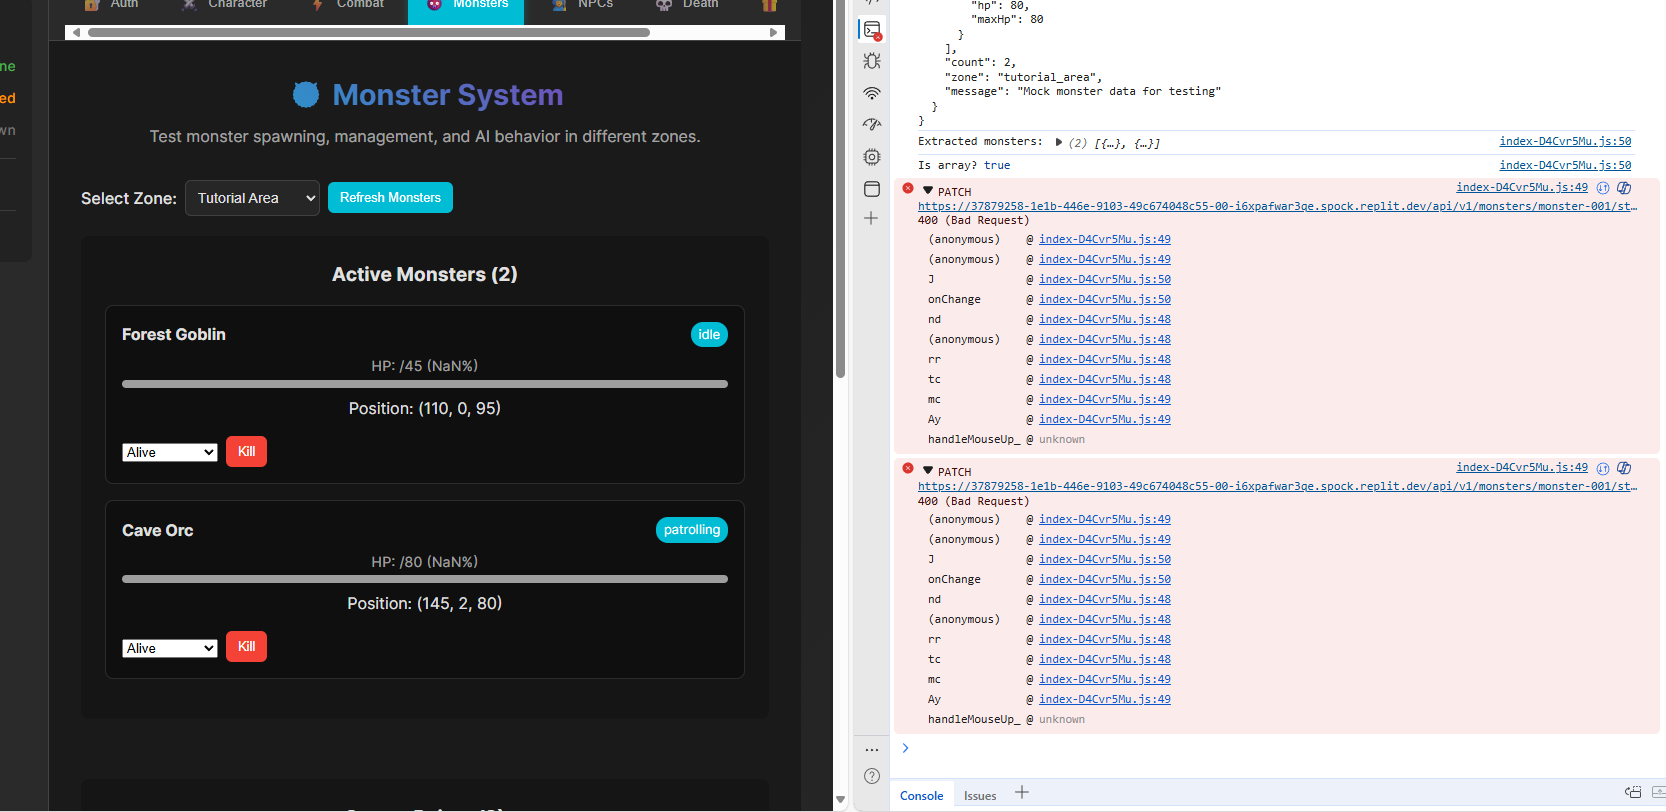 Auth
Character
Combat
Monsters
NPCs
Death
ne
ed
wn
Monster System
Test monster spawning, management, and AI behavior in different zones.
Select Zone: Tutorial Area Refresh Monsters
Active Monsters (2)
Forest Goblin idle
HP: /45 (NaN%)
Position: (110, 0, 95)
Alive Kill
Cave Orc patrolling
HP: /80 (NaN%)
Position: (145, 2, 80)
Alive Kill
"hp": 80,
"maxHp": 80
}
],
"count": 2,
"zone": "tutorial_area",
"message": "Mock monster data for testing"
}
}
Extracted monsters: ▶ (2) [{…}, {…}] index-D4Cvr5Mu.js:50
Is array? true index-D4Cvr5Mu.js:50
▼ PATCH index-D4Cvr5Mu.js:49
https://37879258-1e1b-446e-9103-49c674048c55-00-i6xpafwar3qe.spock.replit.dev/api/v1/monsters/monster-001/st…
400 (Bad Request)
(anonymous) @ index-D4Cvr5Mu.js:49
(anonymous) @ index-D4Cvr5Mu.js:49
J @ index-D4Cvr5Mu.js:50
onChange @ index-D4Cvr5Mu.js:50
nd @ index-D4Cvr5Mu.js:48
(anonymous) @ index-D4Cvr5Mu.js:48
rr @ index-D4Cvr5Mu.js:48
tc @ index-D4Cvr5Mu.js:48
mc @ index-D4Cvr5Mu.js:49
Ay @ index-D4Cvr5Mu.js:49
handleMouseUp_ @ unknown
▼ PATCH index-D4Cvr5Mu.js:49
https://37879258-1e1b-446e-9103-49c674048c55-00-i6xpafwar3qe.spock.replit.dev/api/v1/monsters/monster-001/st…
400 (Bad Request)
(anonymous) @ index-D4Cvr5Mu.js:49
(anonymous) @ index-D4Cvr5Mu.js:49
J @ index-D4Cvr5Mu.js:50
onChange @ index-D4Cvr5Mu.js:50
nd @ index-D4Cvr5Mu.js:48
(anonymous) @ index-D4Cvr5Mu.js:48
rr @ index-D4Cvr5Mu.js:48
tc @ index-D4Cvr5Mu.js:48
mc @ index-D4Cvr5Mu.js:49
Ay @ index-D4Cvr5Mu.js:49
handleMouseUp_ @ unknown
Console Issues